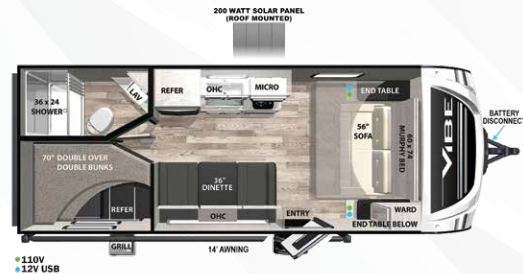 200 WATT SOLAR PANEL
(ROOF MOUNTED)
36 x 24
SHOWER
LAV
REFER
OHC
MICRO
END TABLE
56"
SOFA
60 x 74
MURPHY BED
VIBE
BATTERY
DISCONNECT
70" DOUBLE OVER
DOUBLE BUNKS
36"
DINETTE
REFER
OHC
ENTRY
WARD
END TABLE BELOW
GRILL
14' AWNING
110V
12V USB